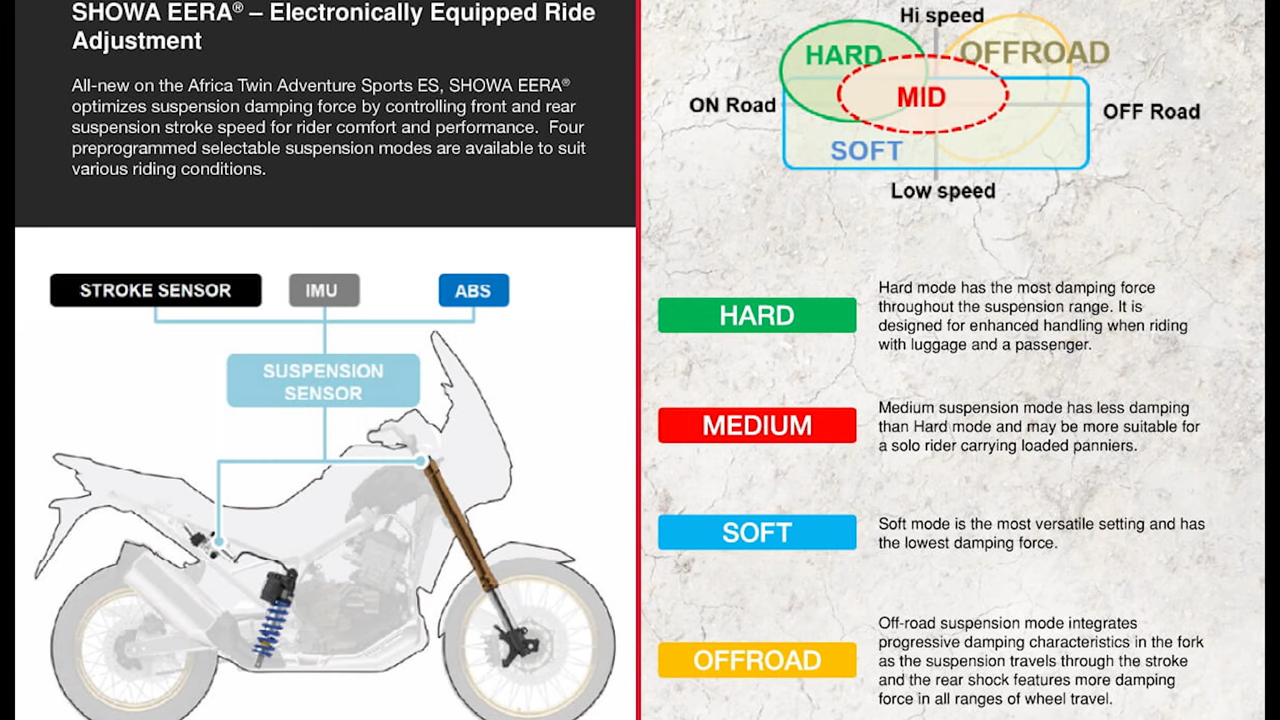 SHOWA EERA® – Electronically Equipped Ride
Adjustment
All-new on the Africa Twin Adventure Sports ES, SHOWA EERA®
optimizes suspension damping force by controlling front and rear
suspension stroke speed for rider comfort and performance. Four
preprogrammed selectable suspension modes are available to suit
various riding conditions.
STROKE SENSOR
IMU
ABS
SUSPENSION
SENSOR
Hi speed
HARD
OFFROAD
MID
ON Road
OFF Road
SOFT
Low speed
HARD
Hard mode has the most damping force
throughout the suspension range. It is
designed for enhanced handling when riding
with luggage and a passenger.
MEDIUM
Medium suspension mode has less damping
than Hard mode and may be more suitable for
a solo rider carrying loaded panniers.
SOFT
Soft mode is the most versatile setting and has
the lowest damping force.
OFFROAD
Off-road suspension mode integrates
progressive damping characteristics in the fork
as the suspension travels through the stroke
and the rear shock features more damping
force in all ranges of wheel travel.